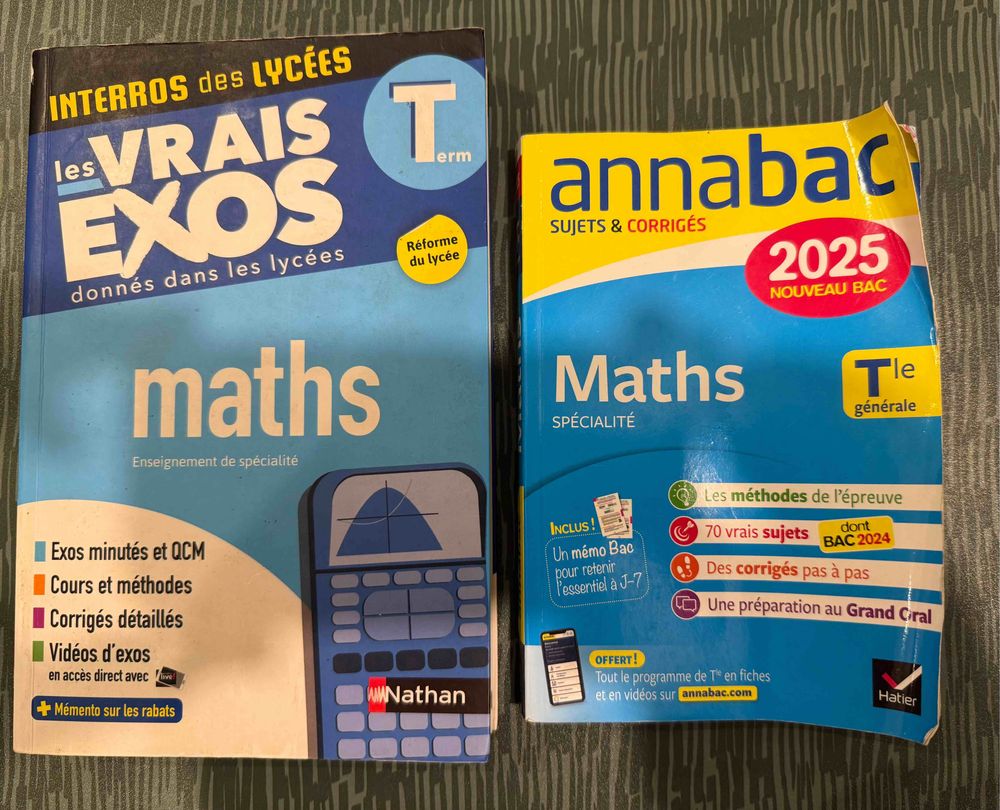 INTERROS des LYCÉES
les VRAIS
EXOS
donnés dans les lycées
Term
Réforme
du lycée
maths
Enseignement de spécialité
Exos minutés et QCM
Cours et méthodes
Corrigés détaillés
Vidéos d'exos
en accès direct avec
+ Mémento sur les rabats
Nathan
annabac
SUJETS & CORRIGÉS
2025
NOUVEAU BAC
Maths
SPÉCIALITÉ
Tle
générale
Les méthodes de l'épreuve
70 vrais sujets
dont
BAC 2024
Des corrigés pas à pas
Une préparation au Grand Oral
INCLUS !
Un mémo Bac
pour retenir
l'essentiel à J-7
OFFERT !
Tout le programme de Tle en fiches
et en vidéos sur annabac.com
Hatier